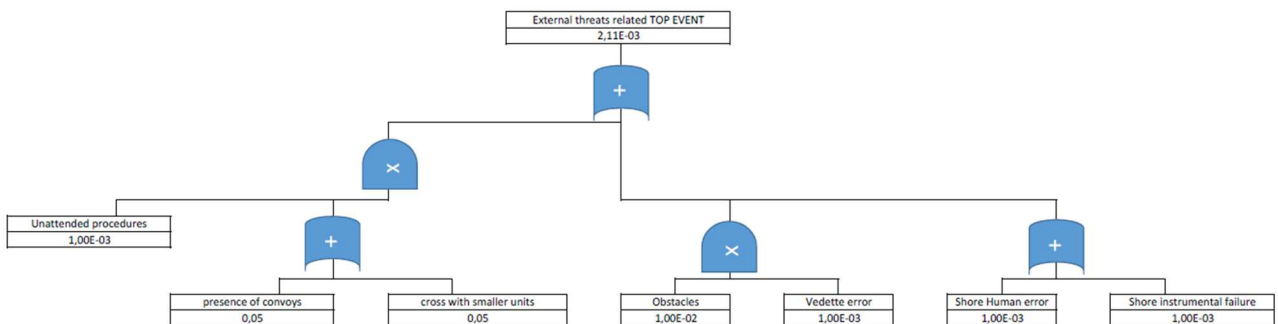 External threats related TOP EVENT
2,11E-03
+
x
Unattended procedures
1,00E-03
+
x
+
presence of convoys
0,05
cross with smaller units
0,05
Obstacles
1,00E-02
Vedette error
1,00E-03
Shore Human error
1,00E-03
Shore instrumental failure
1,00E-03